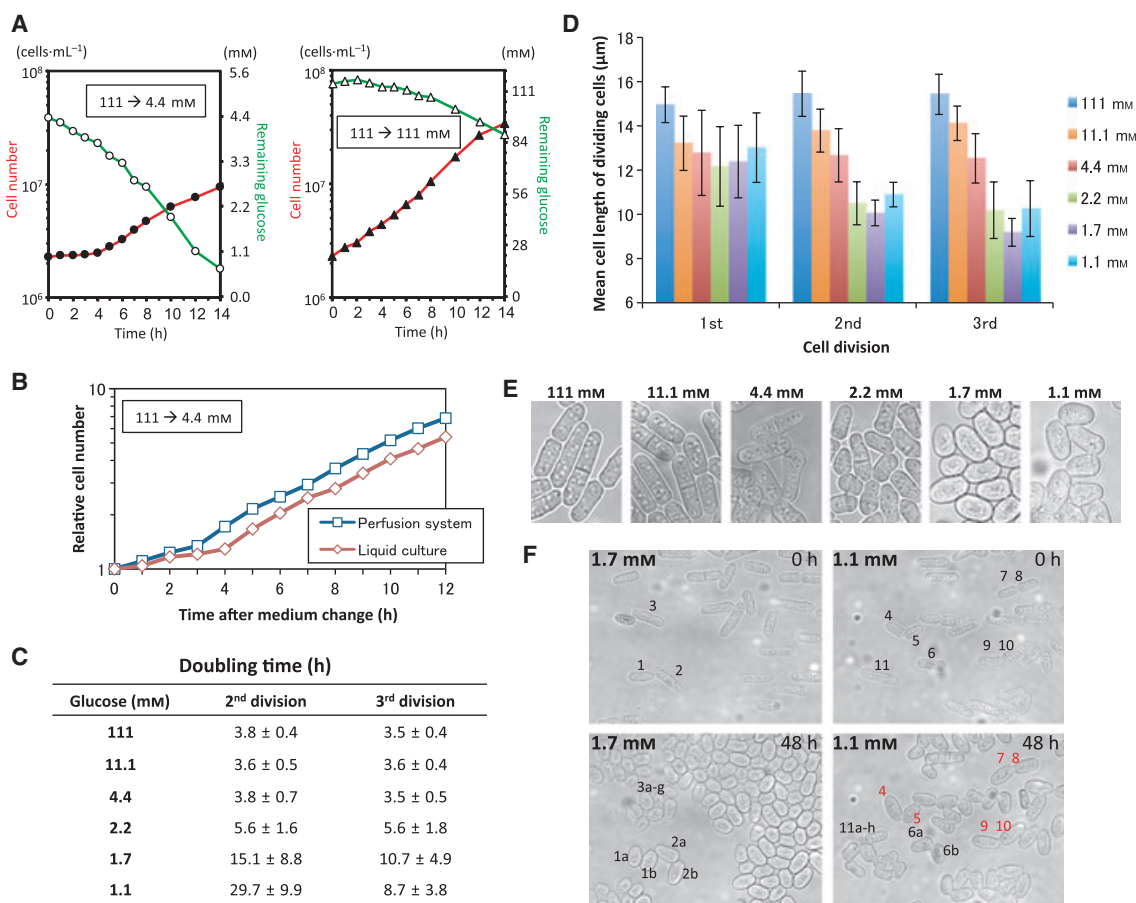 A
(cells·mL⁻¹) (mM)
10⁸ 5.6
111 → 4.4 mM
4.4
3.3
10⁷
2.2
1.1
10⁶ 0.0
Cell number
Remaining glucose
0 2 4 6 8 10 12 14
Time (h)
(cells·mL⁻¹) (mM)
10⁸
111
111 → 111 mM
84
10⁷
56
28
10⁶ 0
Cell number
Remaining glucose
0 2 4 6 8 10 12 14
Time (h)
B
10
111 → 4.4 mM
Relative cell number
Perfusion system
Liquid culture
1
0 2 4 6 8 10 12
Time after medium change (h)
C
Doubling time (h)
Glucose (mM) 2nd division 3rd division
111 3.8 ± 0.4 3.5 ± 0.4
11.1 3.6 ± 0.5 3.6 ± 0.4
4.4 3.8 ± 0.7 3.5 ± 0.5
2.2 5.6 ± 1.6 5.6 ± 1.8
1.7 15.1 ± 8.8 10.7 ± 4.9
1.1 29.7 ± 9.9 8.7 ± 3.8
D
Mean cell length of dividing cells (µm)
18
16
14
12
10
8
6
1st 2nd 3rd
Cell division
111 mM
11.1 mM
4.4 mM
2.2 mM
1.7 mM
1.1 mM
E
111 mM 11.1 mM 4.4 mM 2.2 mM 1.7 mM 1.1 mM
F
1.7 mM 0 h
3
1 2
1.1 mM 0 h
7 8
4
5
6
9 10
11
1.7 mM 48 h
3a-g
2a
1a
1b 2b
1.1 mM 48 h
7 8
4
5
9 10
11a-h
6a
6b